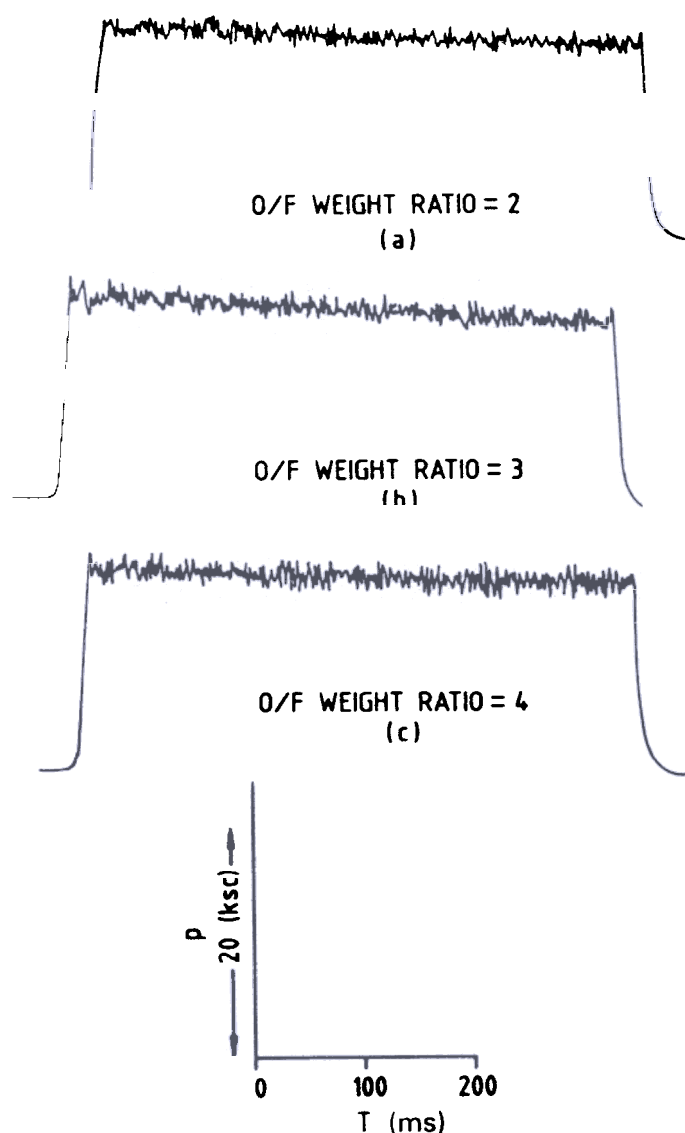 O/F WEIGHT RATIO = 2
(a)
O/F WEIGHT RATIO = 3
(b)
O/F WEIGHT RATIO = 4
(c)
P
20 (ksc)
0 100 200
T (ms)